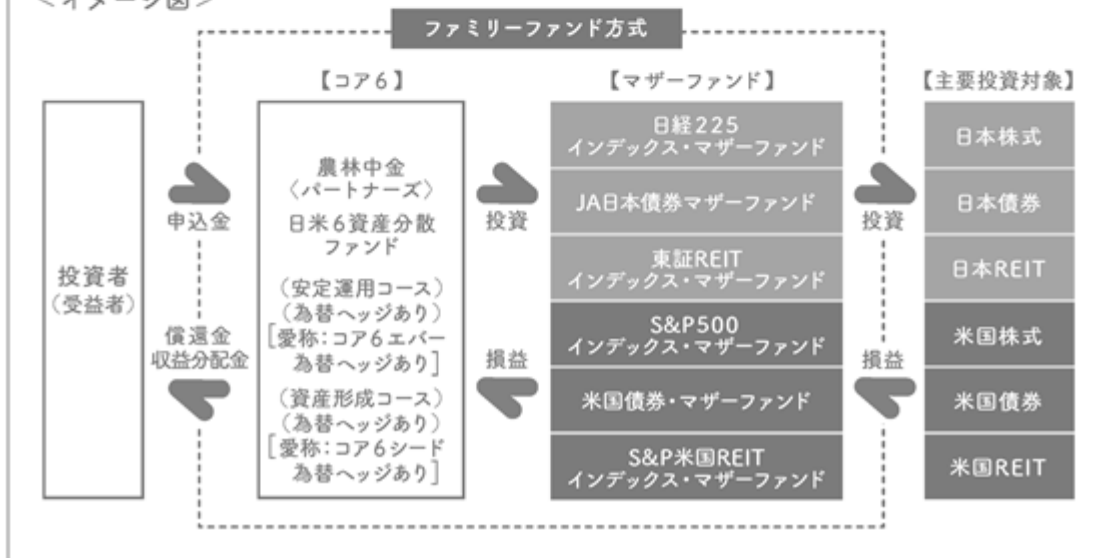 <イメージ図>
ファミリーファンド方式
【コア6】
【マザーファンド】
【主要投資対象】
投資者
(受益者)
申込金
償還金
収益分配金
農林中金
〈パートナーズ〉
日米6資産分散
ファンド
(安定運用コース)
(為替ヘッジあり)
[愛称:コア6エバー
為替ヘッジあり]
(資産形成コース)
(為替ヘッジあり)
[愛称:コア6シード
為替ヘッジあり]
投資
損益
日経225
インデックス・マザーファンド
JA日本債券マザーファンド
東証REIT
インデックス・マザーファンド
S&P500
インデックス・マザーファンド
米国債券・マザーファンド
S&P米国REIT
インデックス・マザーファンド
投資
損益
日本株式
日本債券
日本REIT
米国株式
米国債券
米国REIT